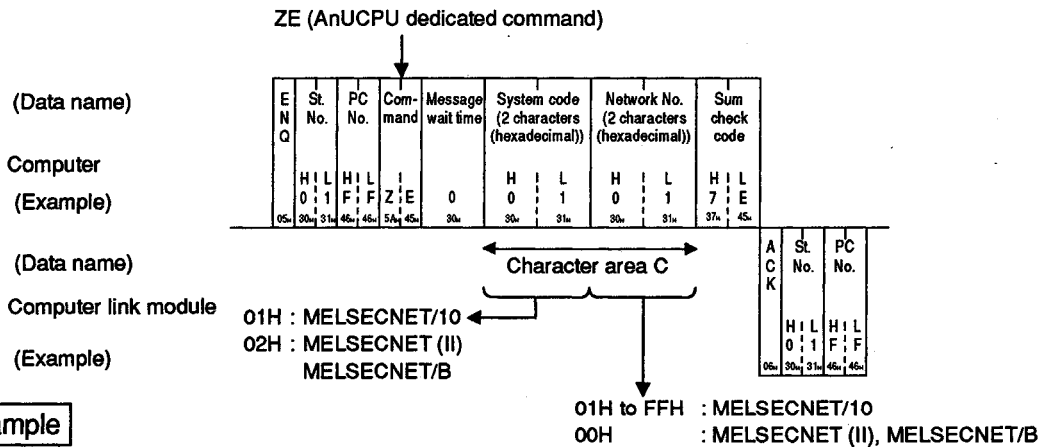 ZE (AnUCPU dedicated command)
(Data name)
E N Q
St. No.
PC No.
Com-mand
Message wait time
System code (2 characters (hexadecimal))
Network No. (2 characters (hexadecimal))
Sum check code
Computer
(Example)
H L H L H L H L H L
0 1 F F Z E 0 0 1 0 1 7 E
05H 30H 31H 46H 46H 5AH 45H 30H 30H 31H 30H 31H 37H 45H
(Data name)
Character area C
A C K
St. No.
PC No.
Computer link module
(Example)
H L H L
0 1 F F
06H 30H 31H 46H 46H
01H : MELSECNET/10
02H : MELSECNET (II)
MELSECNET/B
01H to FFH : MELSECNET/10
00H : MELSECNET (II), MELSECNET/B